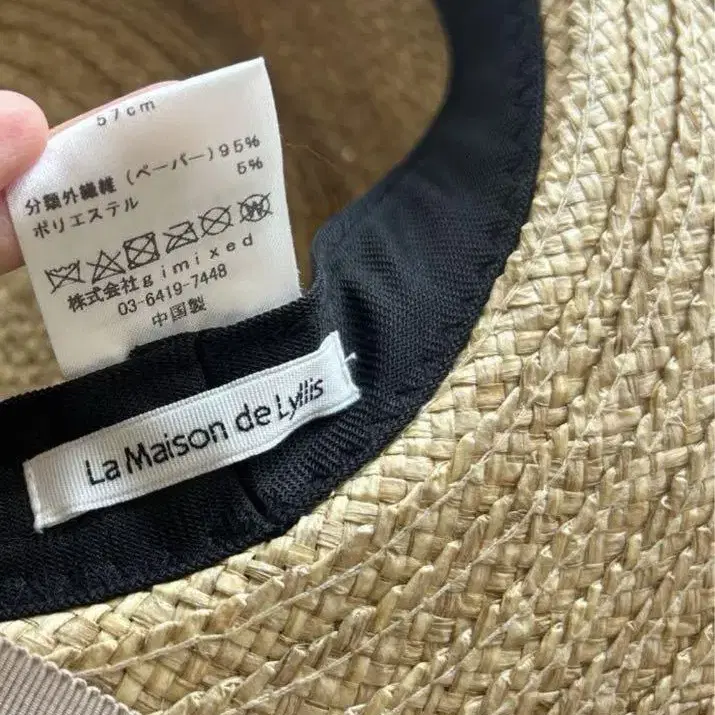 57cm
分類外繊維 (ペーパー)95%
ポリエステル 5%
株式会社gimixed
03-6419-7448
中国製
La Maison de Lyllis